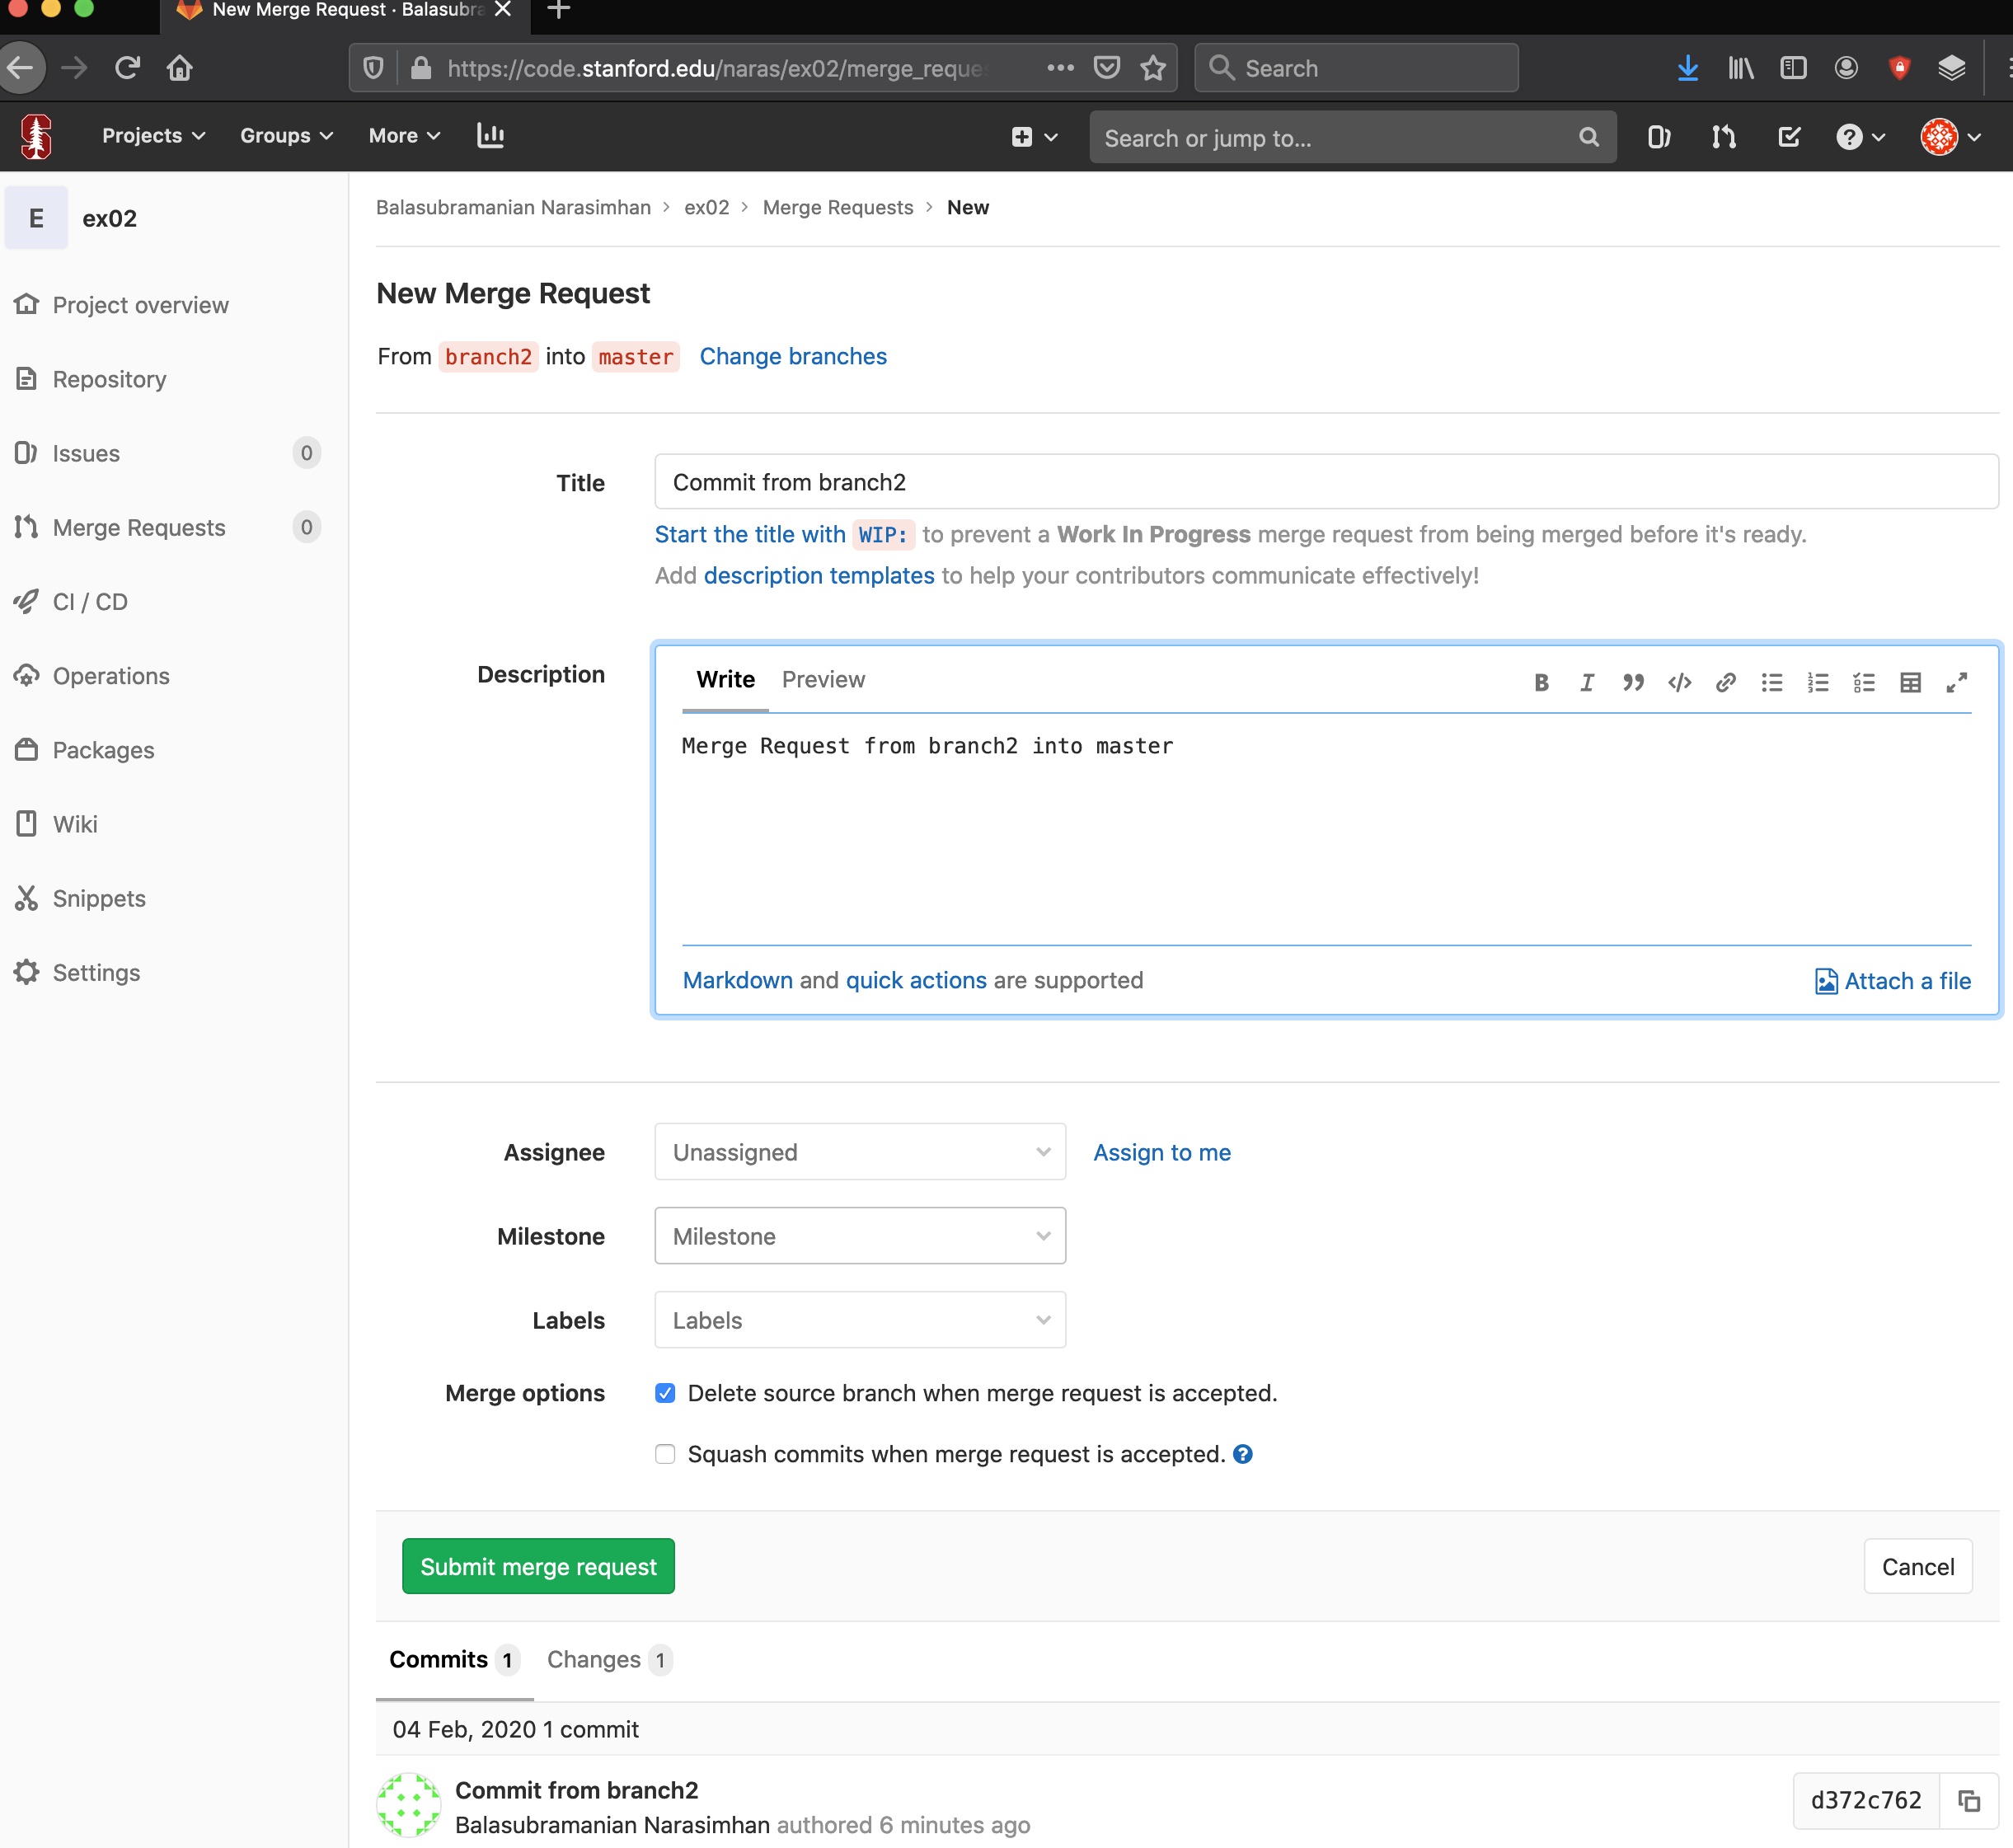 New Merge Request · Balasubra
https://code.stanford.edu/naras/ex02/merge_reque
Search
Projects
Groups
More
Search or jump to...
E
ex02
Balasubramanian Narasimhan > ex02 > Merge Requests > New
Project overview
Repository
Issues 0
Merge Requests 0
CI / CD
Operations
Packages
Wiki
Snippets
Settings
New Merge Request
From branch2 into master Change branches
Title
Commit from branch2
Start the title with WIP: to prevent a Work In Progress merge request from being merged before it's ready.
Add description templates to help your contributors communicate effectively!
Description
Write Preview
Merge Request from branch2 into master
Markdown and quick actions are supported
Attach a file
Assignee
Unassigned
Assign to me
Milestone
Milestone
Labels
Labels
Merge options
Delete source branch when merge request is accepted.
Squash commits when merge request is accepted.
Submit merge request
Cancel
Commits 1 Changes 1
04 Feb, 2020 1 commit
Commit from branch2
Balasubramanian Narasimhan authored 6 minutes ago
d372c762